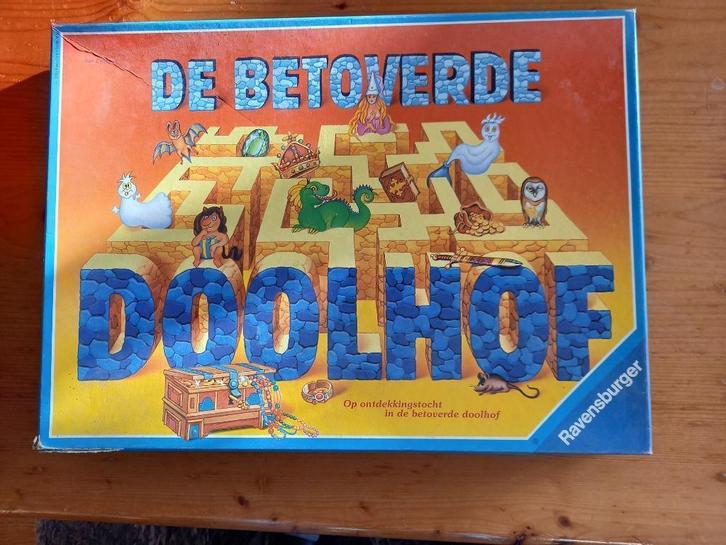 DE BETOVERDE
DOOLHOF
Op ontdekkingstocht
in de betoverde doolhof
Ravensburger